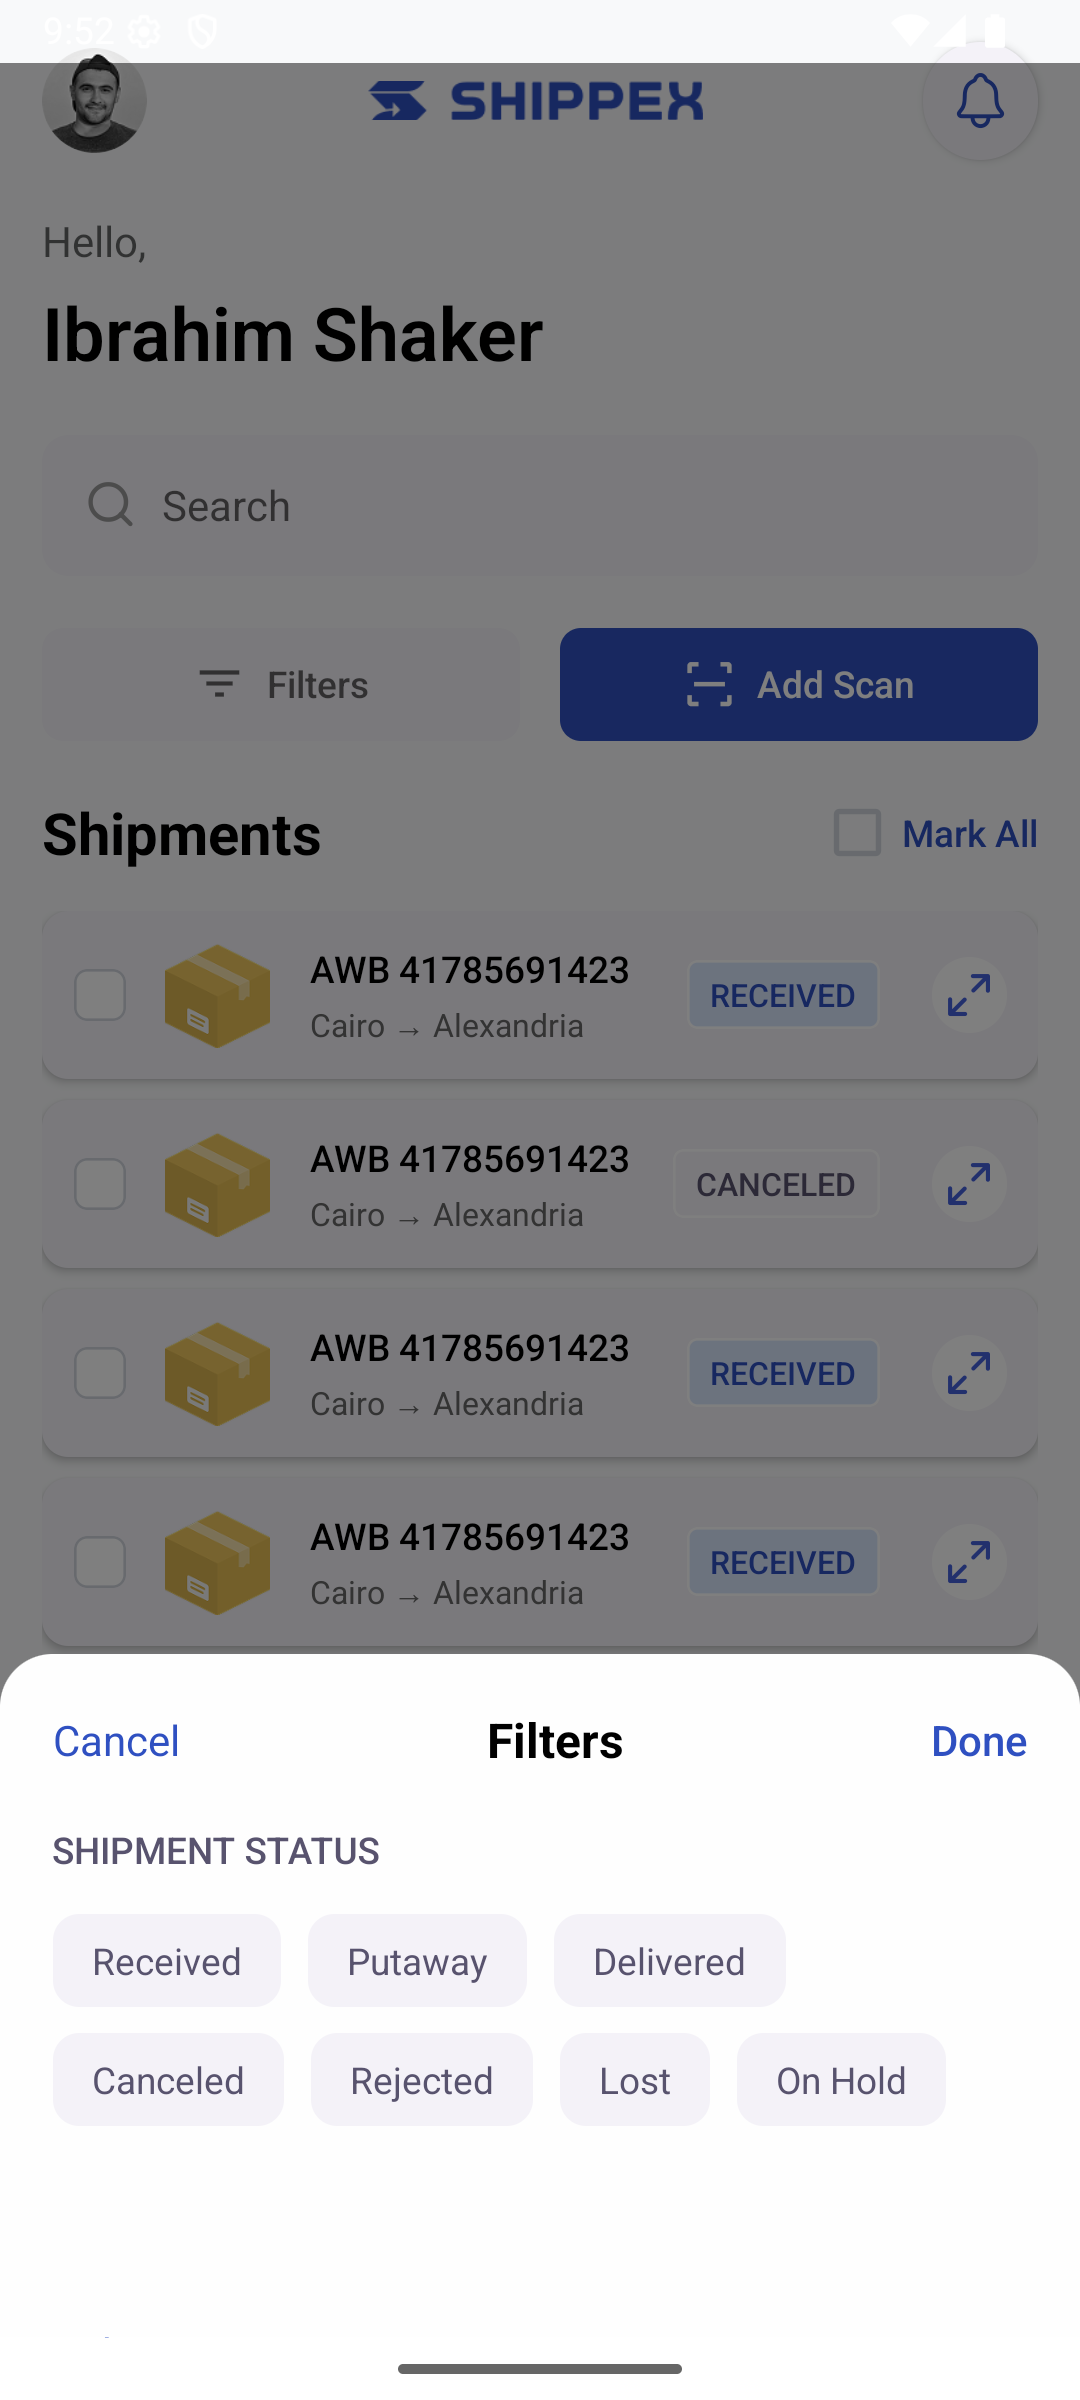 9:52
SHIPPEX
Hello,
Ibrahim Shaker
Search
Filters
Add Scan
Shipments
Mark All
AWB 41785691423
Cairo → Alexandria
RECEIVED
AWB 41785691423
Cairo → Alexandria
CANCELED
AWB 41785691423
Cairo → Alexandria
RECEIVED
AWB 41785691423
Cairo → Alexandria
RECEIVED
Cancel
Filters
Done
SHIPMENT STATUS
Received
Putaway
Delivered
Canceled
Rejected
Lost
On Hold